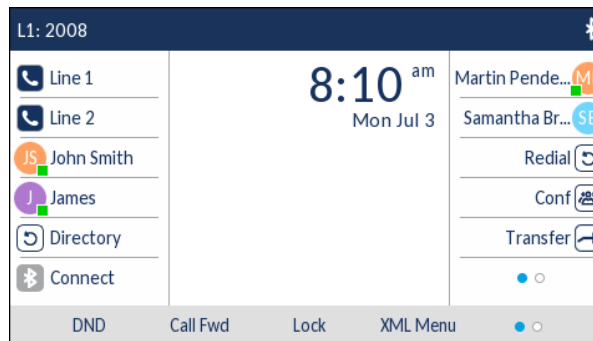 L1: 2008
Line 1
Line 2
JS John Smith
J James
Directory
Connect
8:10 am
Mon Jul 3
Martin Pende... M
Samantha Br...
Redial
Conf
Transfer
DND Call Fwd Lock XML Menu